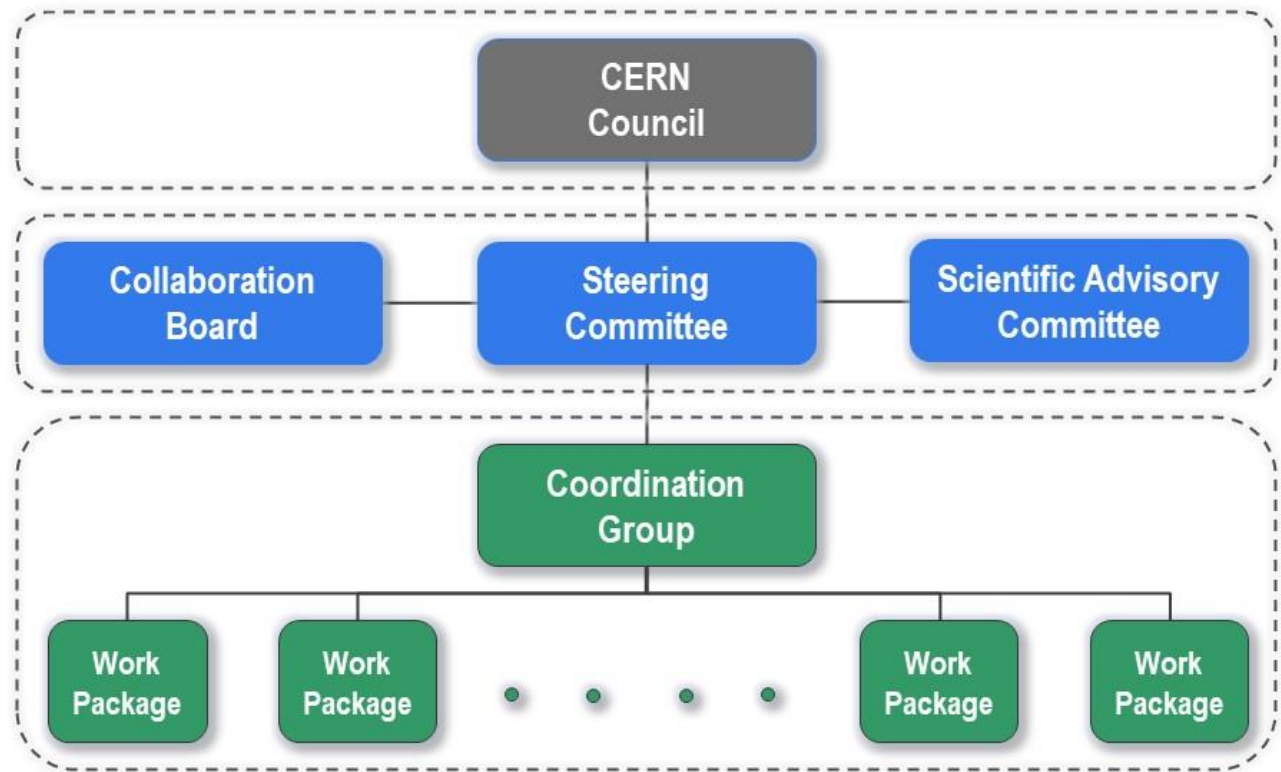 CERN
Council
Collaboration
Board
Steering
Committee
Scientific Advisory
Committee
Coordination
Group
Work
Package
Work
Package
Work
Package
Work
Package